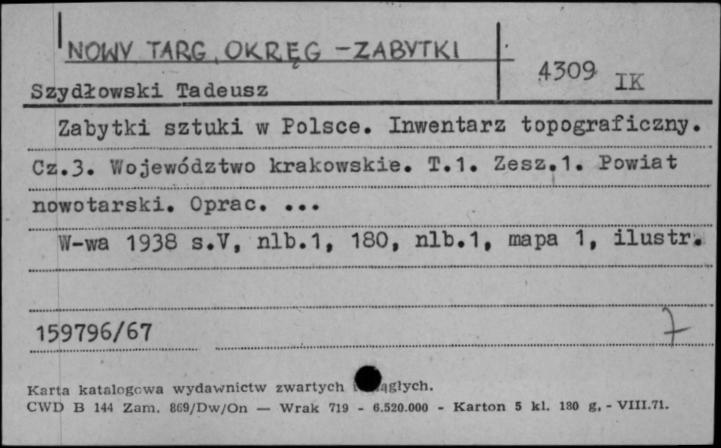 NOWY TARG, OKRĘG - ZABYTKI
4309 IK
Szydłowski Tadeusz
Zabytki sztuki w Polsce. Inwentarz topograficzny.
Cz.3. Województwo krakowskie. T.1. Zesz.1. Powiat
nowotarski. Oprac. ...
W-wa 1938 s.V, nlb.1, 180, nlb.1, mapa 1, ilustr.
159796/67
Karta katalogowa wydawnictw zwartych
CWD B 144 Zam. 869/Dw/On — Wrak 719 - 6.520.000 - Karton 5 kl. 180 g. - VIII.71.